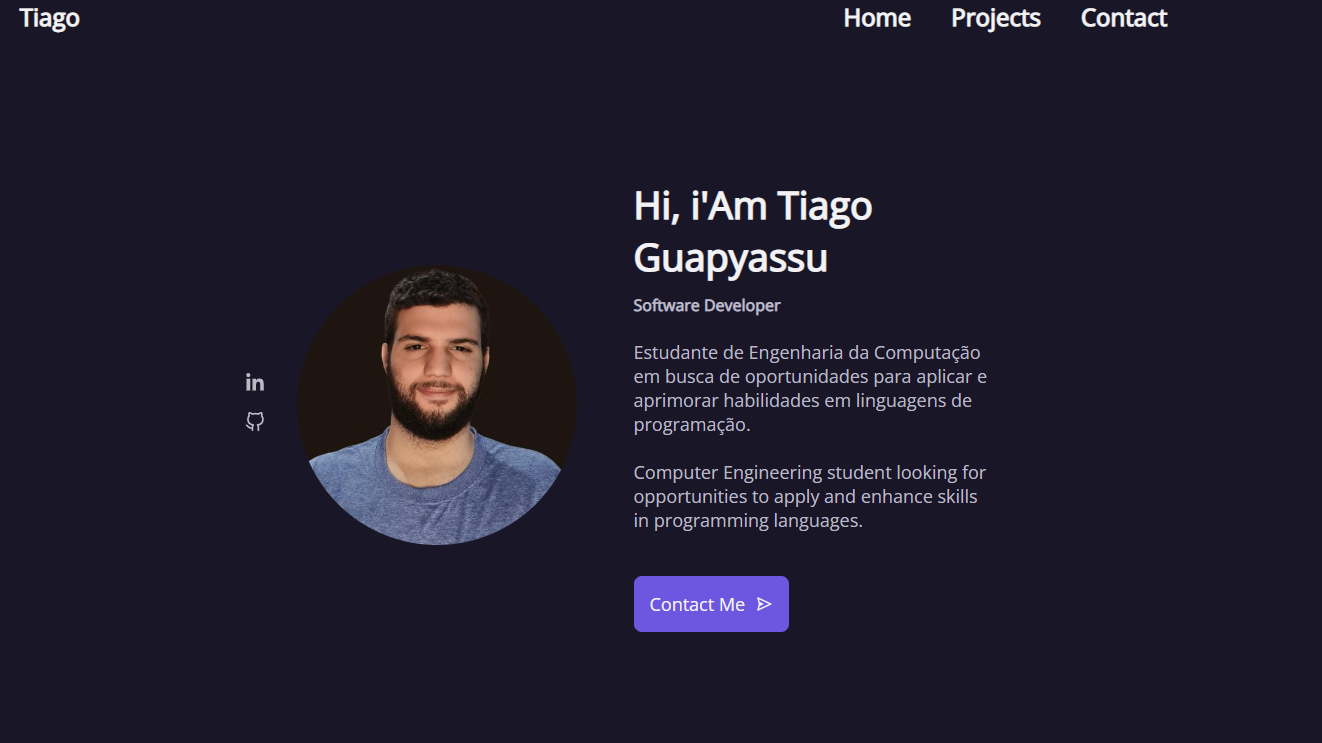 Tiago
Home Projects Contact
Hi, i'Am Tiago
Guapyassu
Software Developer
Estudante de Engenharia da Computação
em busca de oportunidades para aplicar e
aprimorar habilidades em linguagens de
programação.
Computer Engineering student looking for
opportunities to apply and enhance skills
in programming languages.
in
Contact Me